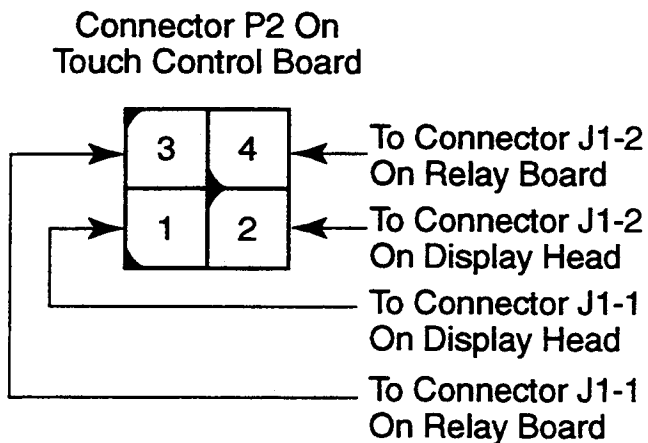 Connector P2 On
Touch Control Board
3 4
To Connector J1-2
On Relay Board
1 2
To Connector J1-2
On Display Head
To Connector J1-1
On Display Head
To Connector J1-1
On Relay Board